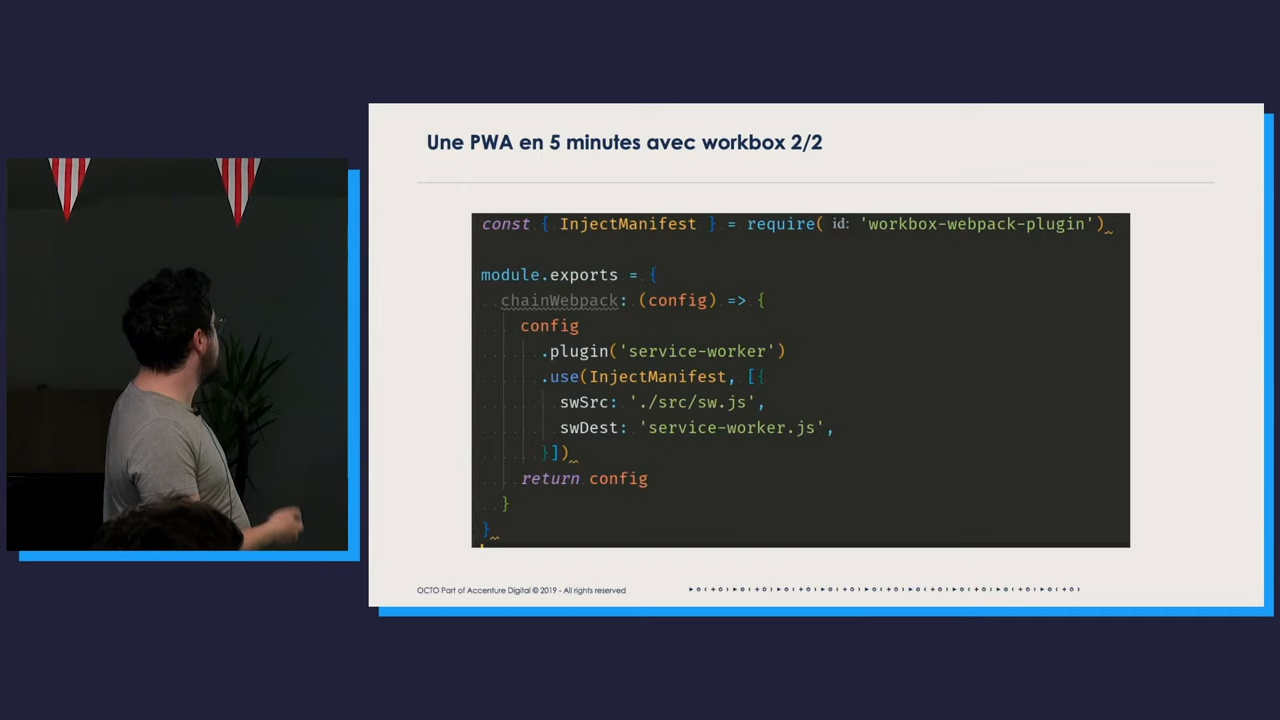 Une PWA en 5 minutes avec workbox 2/2
const { InjectManifest } = require( id: 'workbox-webpack-plugin')
module.exports = {
chainWebpack: (config) => {
config
.plugin('service-worker')
.use(InjectManifest, [{
swSrc: './src/sw.js',
swDest: 'service-worker.js',
}])
return config
}
}
OCTO Part of Accenture Digital © 2019 - All rights reserved